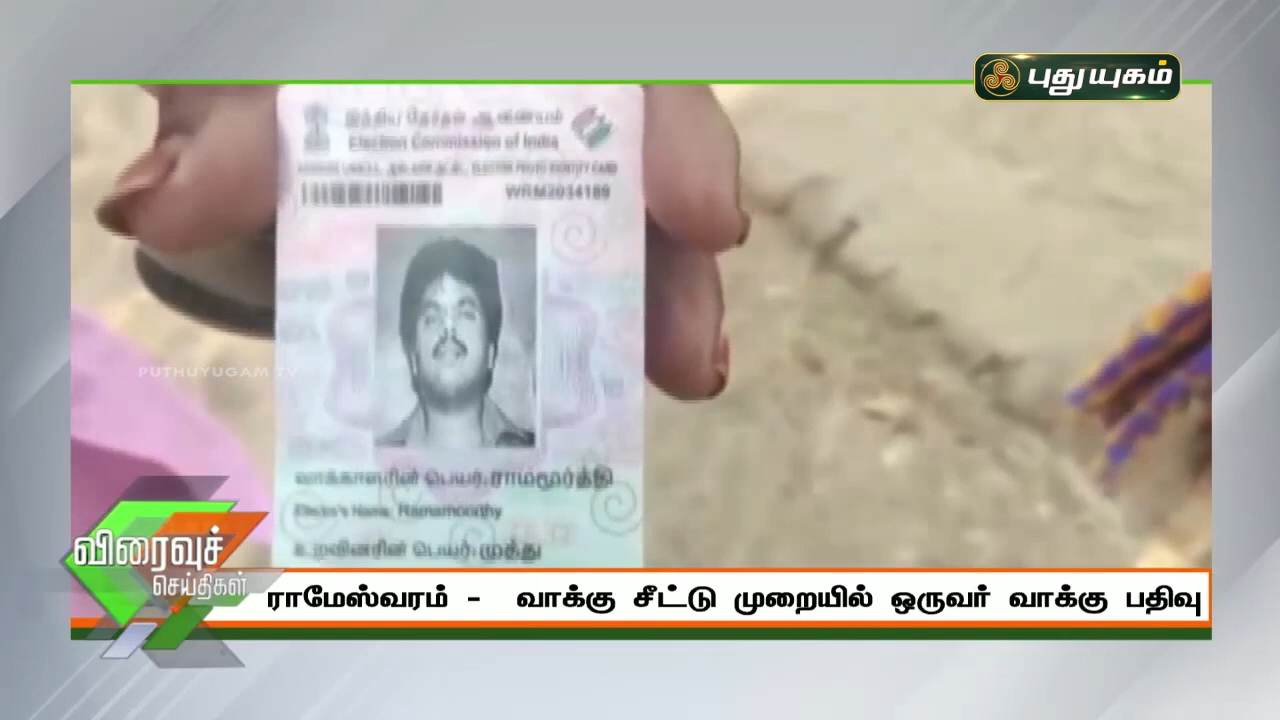 புதுயுகம்
இந்திய தேர்தல் ஆணையம்
Election Commission of India
WRM2034189
PUTHUYUGAM TV
வாக்காளரின் பெயர்: ராமமூர்த்தி
Elector's Name: Ramamoorthy
உறவினரின் பெயர்: முத்து
விரைவுச்
செய்திகள்
ராமேஸ்வரம் - வாக்கு சீட்டு முறையில் ஒருவர் வாக்கு பதிவு